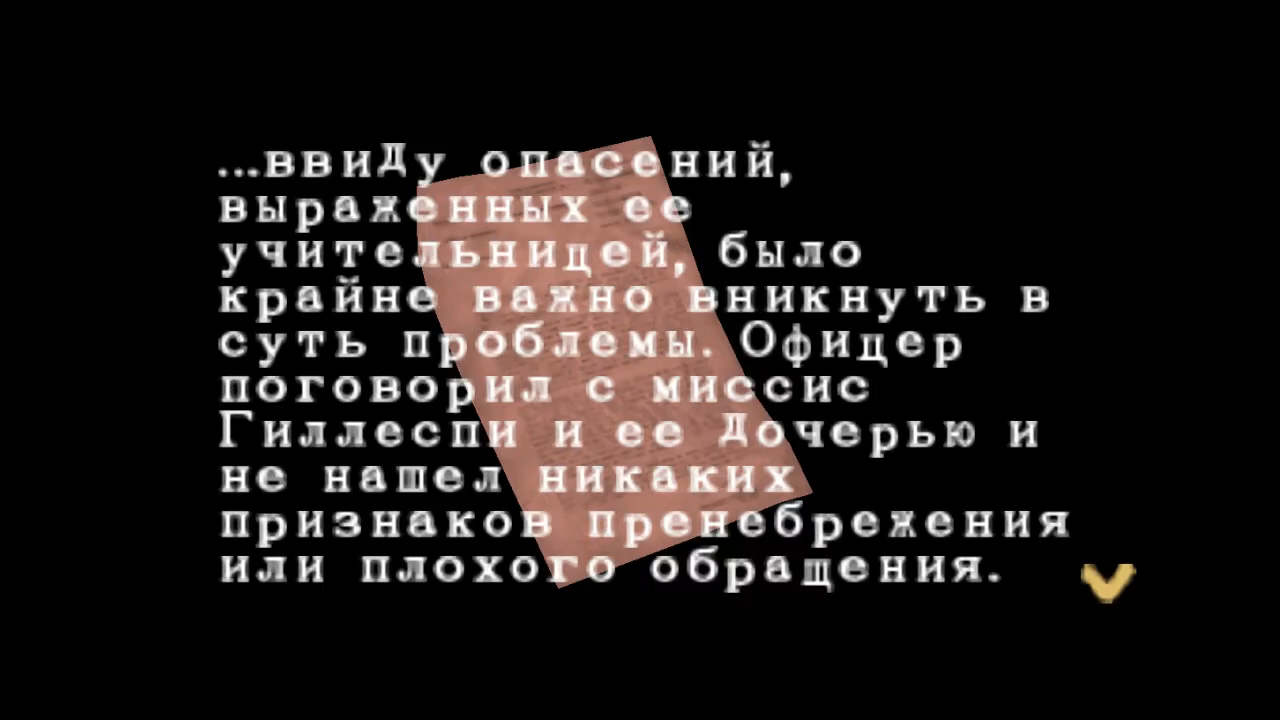 ...ввиду опасений,
выраженных ее
учительницей, было
крайне важно вникнуть в
суть проблемы. Офицер
поговорил с миссис
Гиллеспи и ее дочерью и
не нашел никаких
признаков пренебрежения
или плохого обращения.